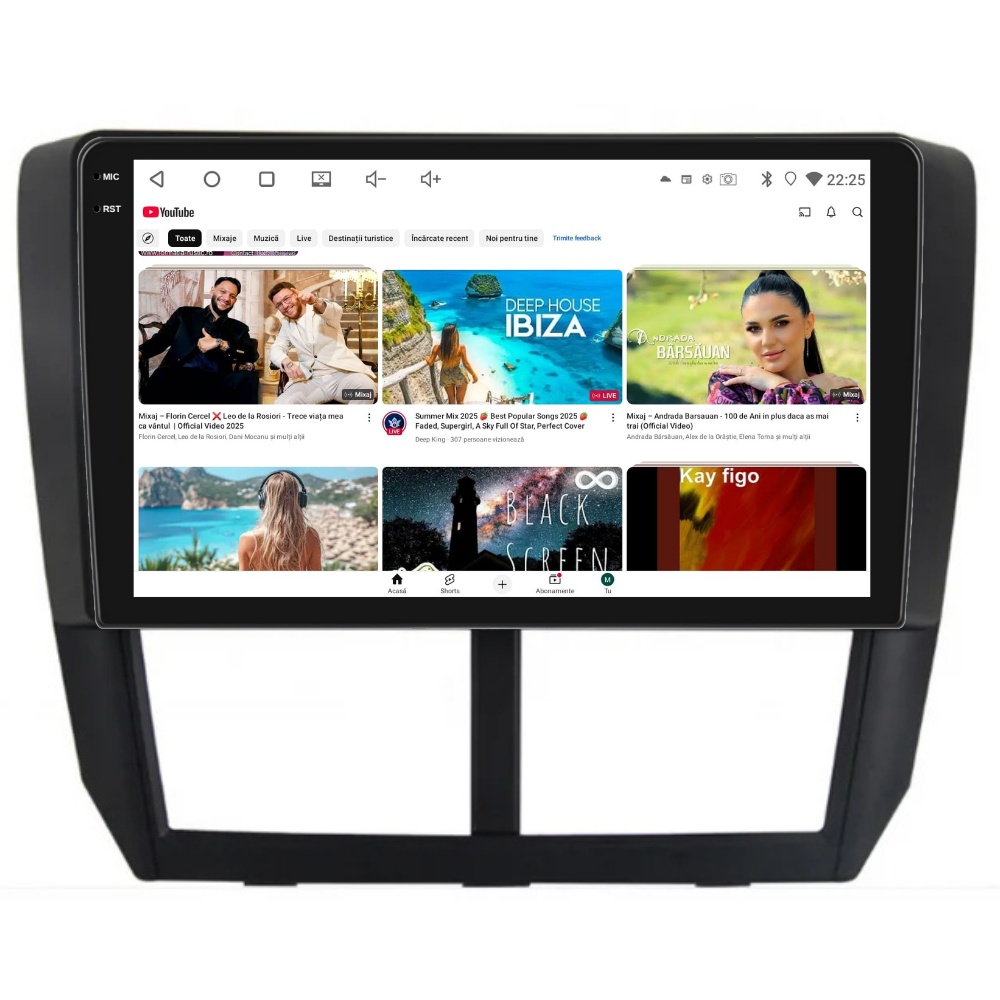 MIC
22:25
RST
YouTube
Toate
Mixaje
Muzică
Live
Destinații turistice
Încărcate recent
Noi pentru tine
Trimite feedback
DEEP HOUSE
IBIZA
ANDRADA
BÂRSĂUAN
Mixaj
LIVE
Mixaj
Mixaj – Florin Cercel ❌ Leo de la Rosiori - Trece viața mea
ca vântul | Official Video 2025
Florin Cercel, Leo de la Rosiori, Dani Mocanu și mulți alții
LIVE
Summer Mix 2025 🍓 Best Popular Songs 2025 🍓
Faded, Supergirl, A Sky Full Of Star, Perfect Cover
Deep King · 307 persoane vizionează
Mixaj – Andrada Barsauan - 100 de Ani in plus daca as mai
trai (Official Video)
Andrada Bârsăuan, Alex de la Orăștie, Elena Toma și mulți alții
BLACK
SCREEN
Kay figo
Acasă
Shorts
Abonamente
M
Tu